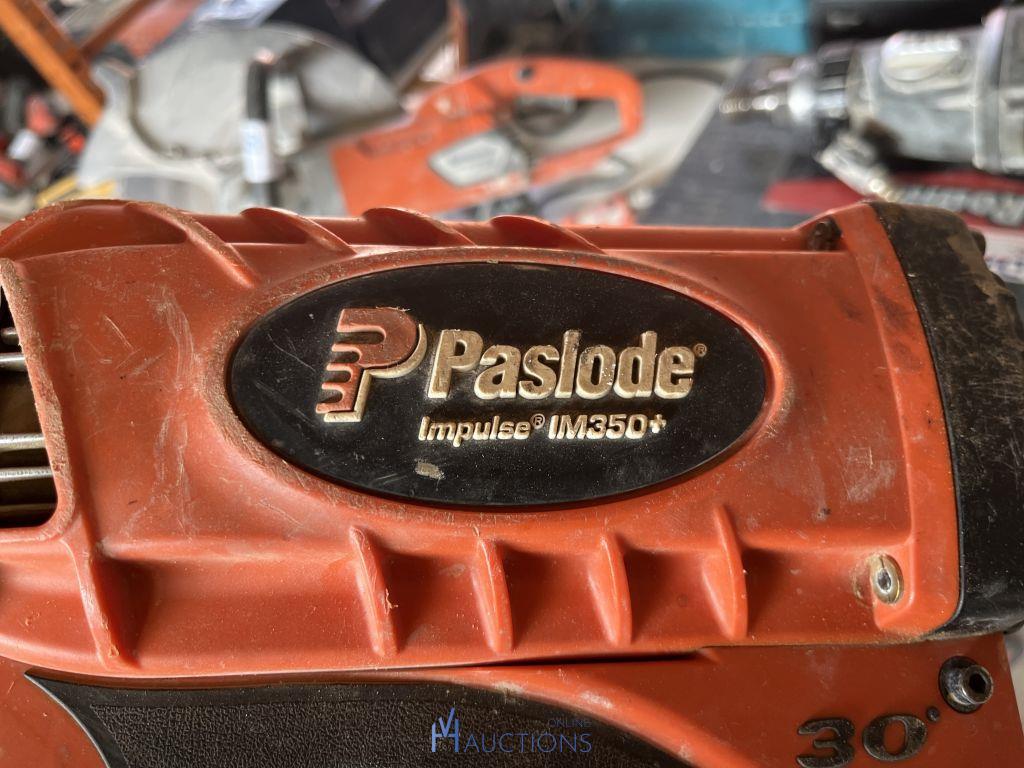 Paslode®
Impulse® IM350+
30°
ONLINE
AUCTIONS